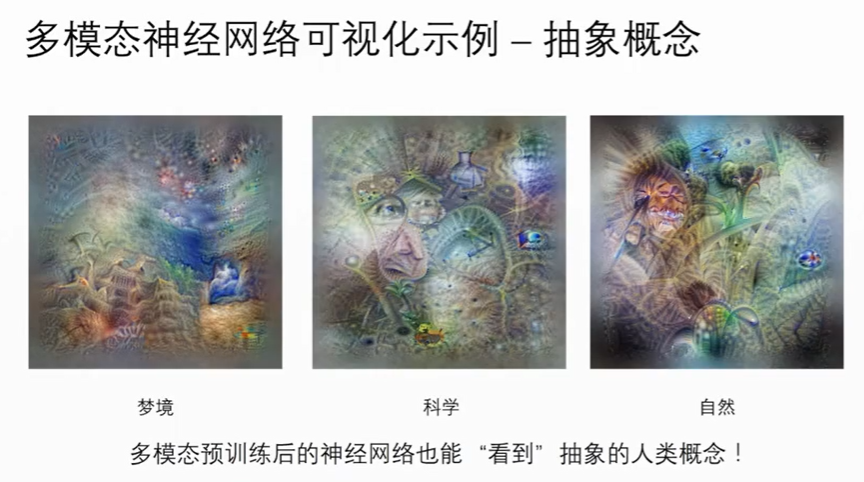 多模态神经网络可视化示例 – 抽象概念
梦境
科学
自然
多模态预训练后的神经网络也能 “看到” 抽象的人类概念！